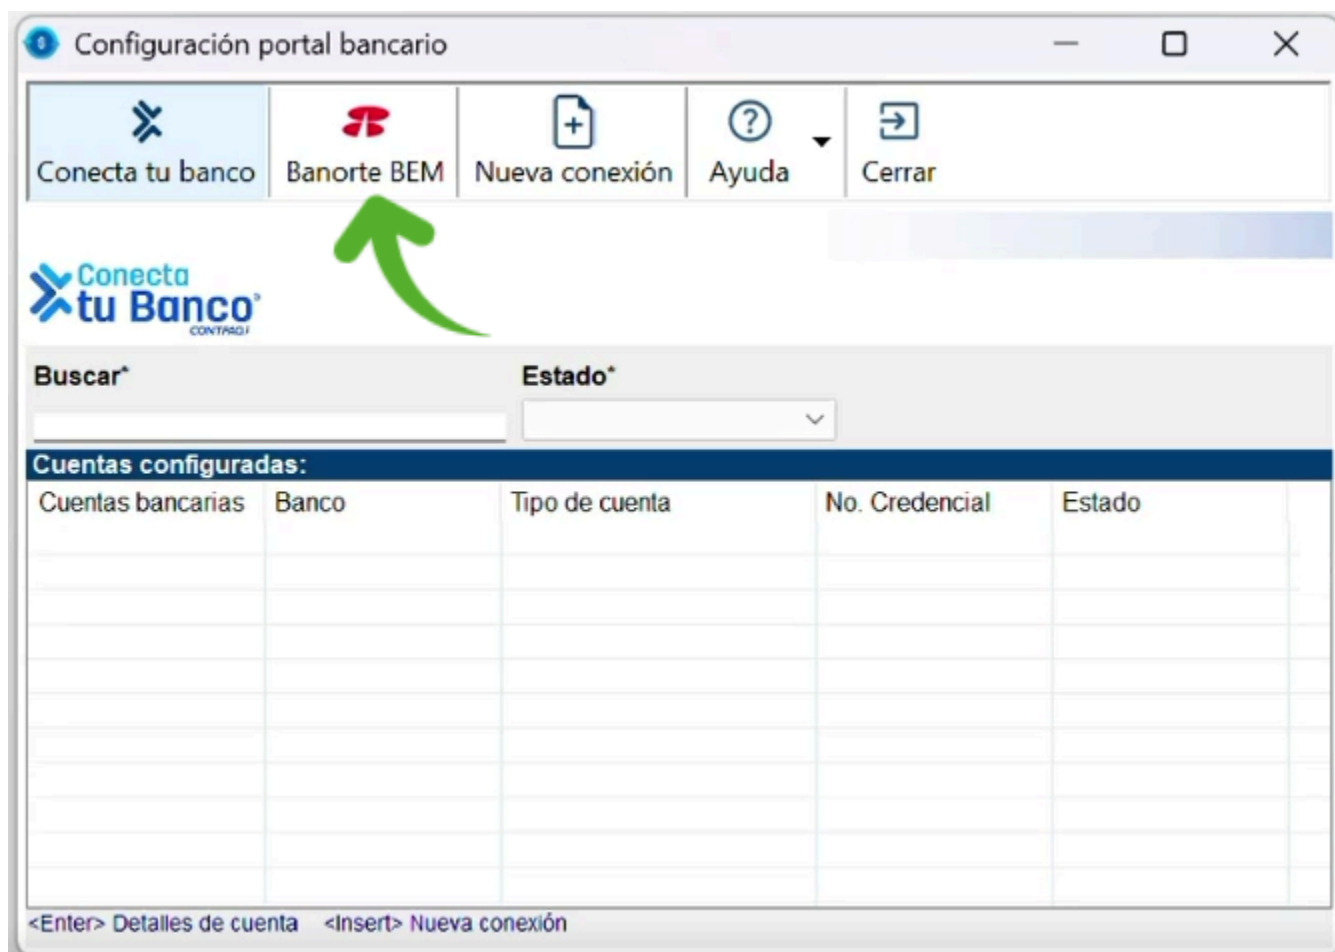 Configuración portal bancario
Conecta tu banco
Banorte BEM
Nueva conexión
Ayuda
Cerrar
Conecta
tu Banco®
CONTPAQi
Buscar*
Estado*
Cuentas configuradas:
Cuentas bancarias Banco Tipo de cuenta No. Credencial Estado
<Enter> Detalles de cuenta <Insert> Nueva conexión